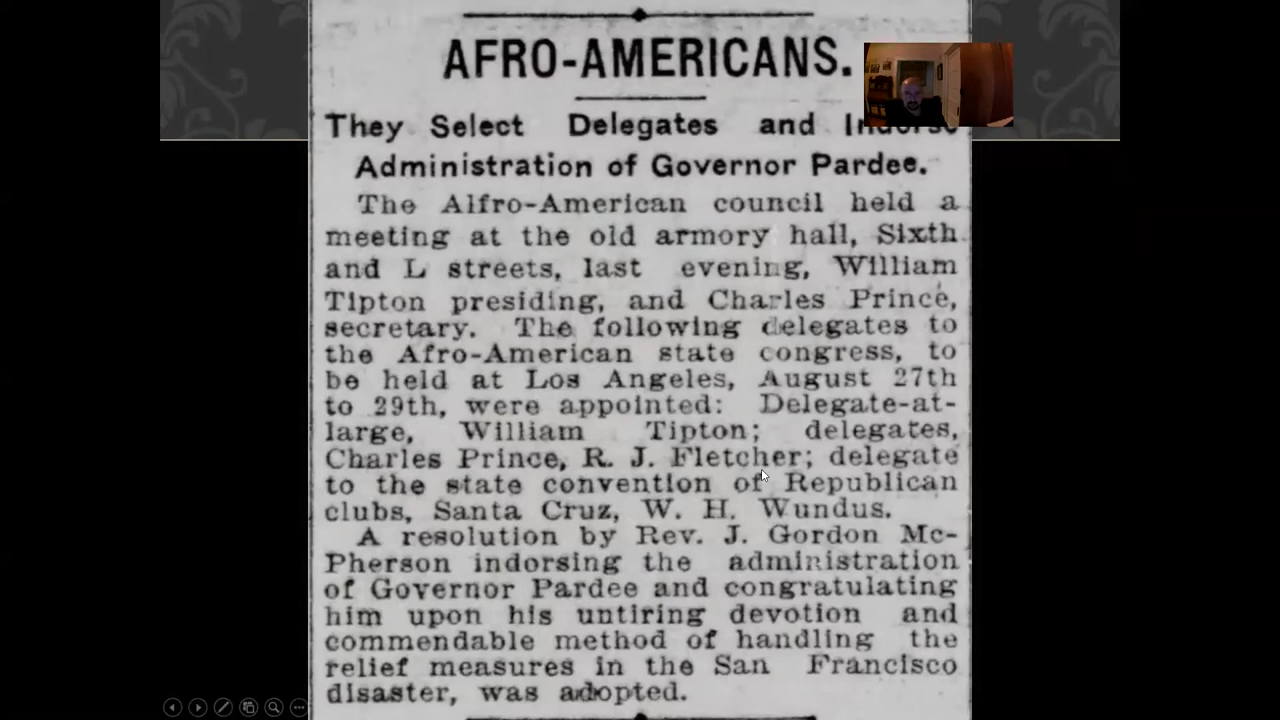 AFRO-AMERICANS.
They Select Delegates and Indorse
Administration of Governor Pardee.
The Alfro-American council held a
meeting at the old armory hall, Sixth
and L streets, last evening, William
Tipton presiding, and Charles Prince,
secretary. The following delegates to
the Afro-American state congress, to
be held at Los Angeles, August 27th
to 29th, were appointed: Delegate-at-
large, William Tipton; delegates,
Charles Prince, R. J. Fletcher; delegate
to the state convention of Republican
clubs, Santa Cruz, W. H. Wundus.
A resolution by Rev. J. Gordon Mc-
Pherson indorsing the administration
of Governor Pardee and congratulating
him upon his untiring devotion and
commendable method of handling the
relief measures in the San Francisco
disaster, was adopted.